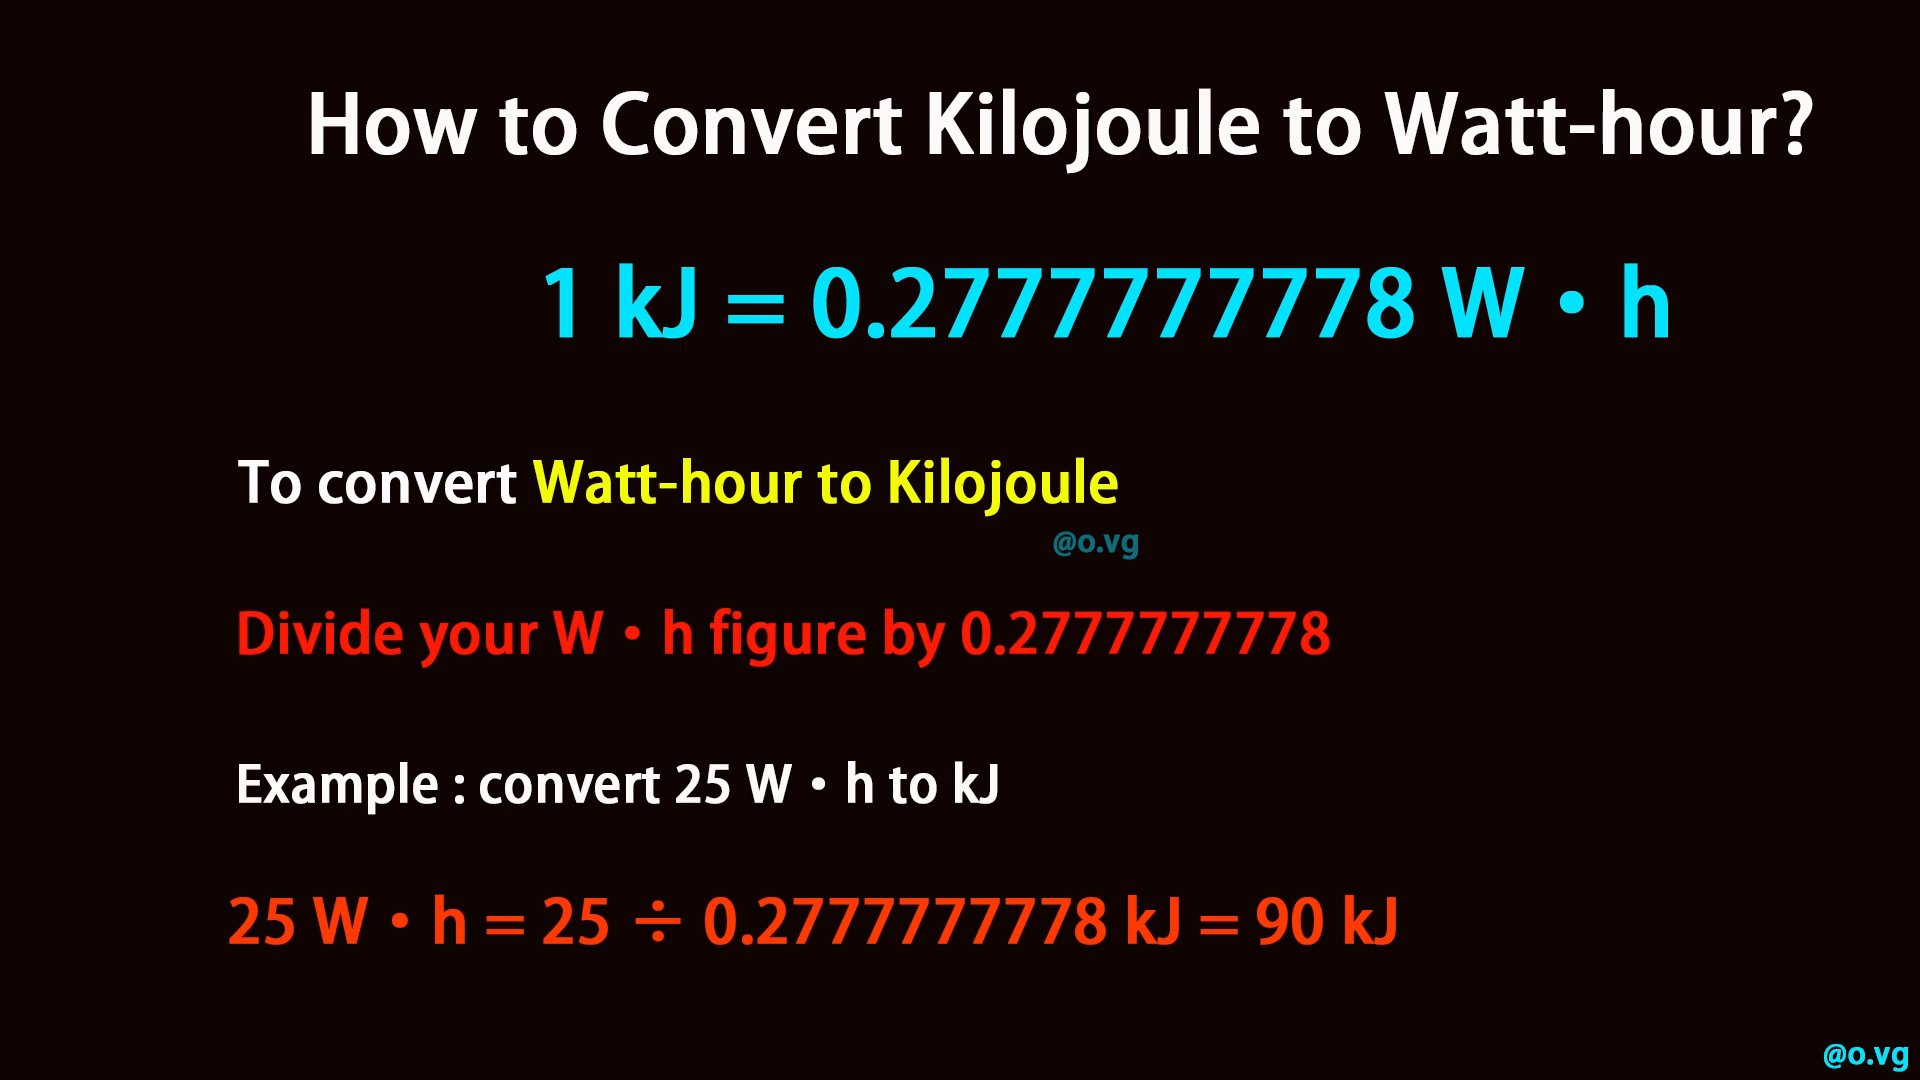 How to Convert Kilojoule to Watt-hour?
1 kJ = 0.2777777778 W • h
To convert Watt-hour to Kilojoule
@o.vg
Divide your W • h figure by 0.2777777778
Example : convert 25 W • h to kJ
25 W • h = 25 ÷ 0.2777777778 kJ = 90 kJ
@o.vg